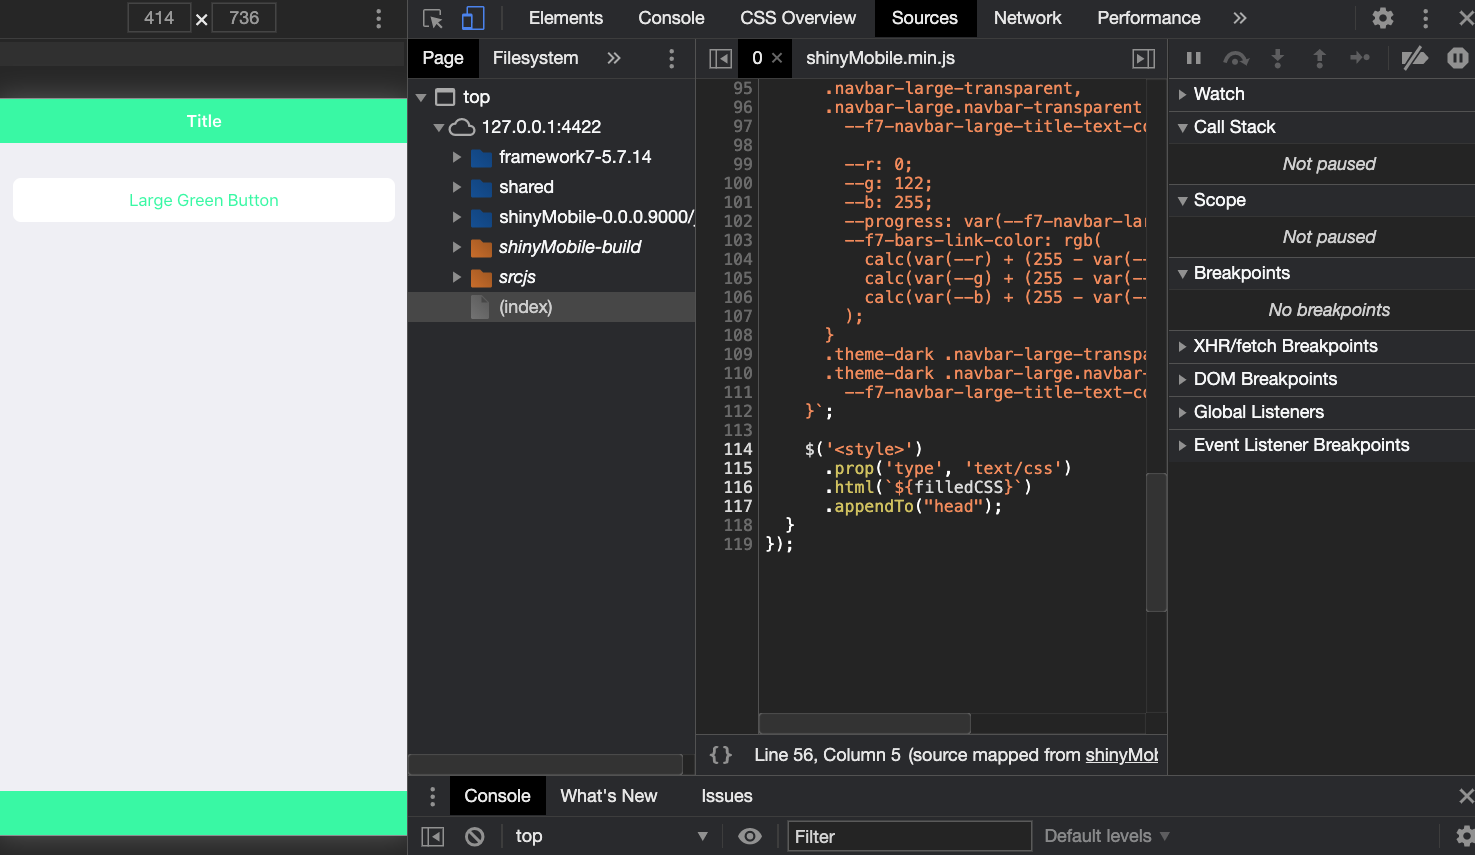 414 × 736
Title
Large Green Button
Elements Console CSS Overview Sources Network Performance »
Page Filesystem »
top
127.0.0.1:4422
framework7-5.7.14
shared
shinyMobile-0.0.0.9000/
shinyMobile-build
srcjs
(index)
0 × shinyMobile.min.js
95 .navbar-large-transparent,
96 .navbar-large.navbar-transparent
97 --f7-navbar-large-title-text-co
98
99 --r: 0;
100 --g: 122;
101 --b: 255;
102 --progress: var(--f7-navbar-lar
103 --f7-bars-link-color: rgb(
104 calc(var(--r) + (255 - var(--
105 calc(var(--g) + (255 - var(--
106 calc(var(--b) + (255 - var(--
107 );
108 }
109 .theme-dark .navbar-large-transpa
110 .theme-dark .navbar-large.navbar-
111 --f7-navbar-large-title-text-co
112 }`;
113
114 $('<style>')
115 .prop('type', 'text/css')
116 .html(`${filledCSS}`)
117 .appendTo("head");
118 }
119 });
{} Line 56, Column 5 (source mapped from shinyMob
Watch
Call Stack
Not paused
Scope
Not paused
Breakpoints
No breakpoints
XHR/fetch Breakpoints
DOM Breakpoints
Global Listeners
Event Listener Breakpoints
Console What's New Issues
top Filter Default levels